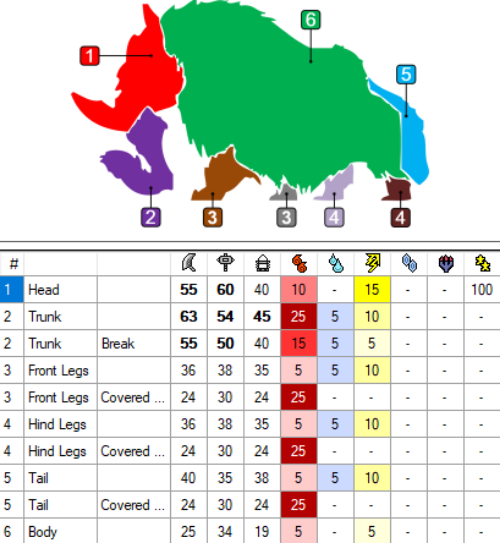 6
1
5
2
3
3
4
4
#
1 Head 55 60 40 10 - 15 - - 100
2 Trunk 63 54 45 25 5 10 - - -
2 Trunk Break 55 50 40 15 5 5 - - -
3 Front Legs 36 38 35 5 5 10 - - -
3 Front Legs Covered ... 24 30 24 25 - - - - -
4 Hind Legs 36 38 35 5 5 10 - - -
4 Hind Legs Covered ... 24 30 24 25 - - - - -
5 Tail 40 35 38 5 5 10 - - -
5 Tail Covered ... 24 30 24 25 - - - - -
6 Body 25 34 19 5 - 5 - - -